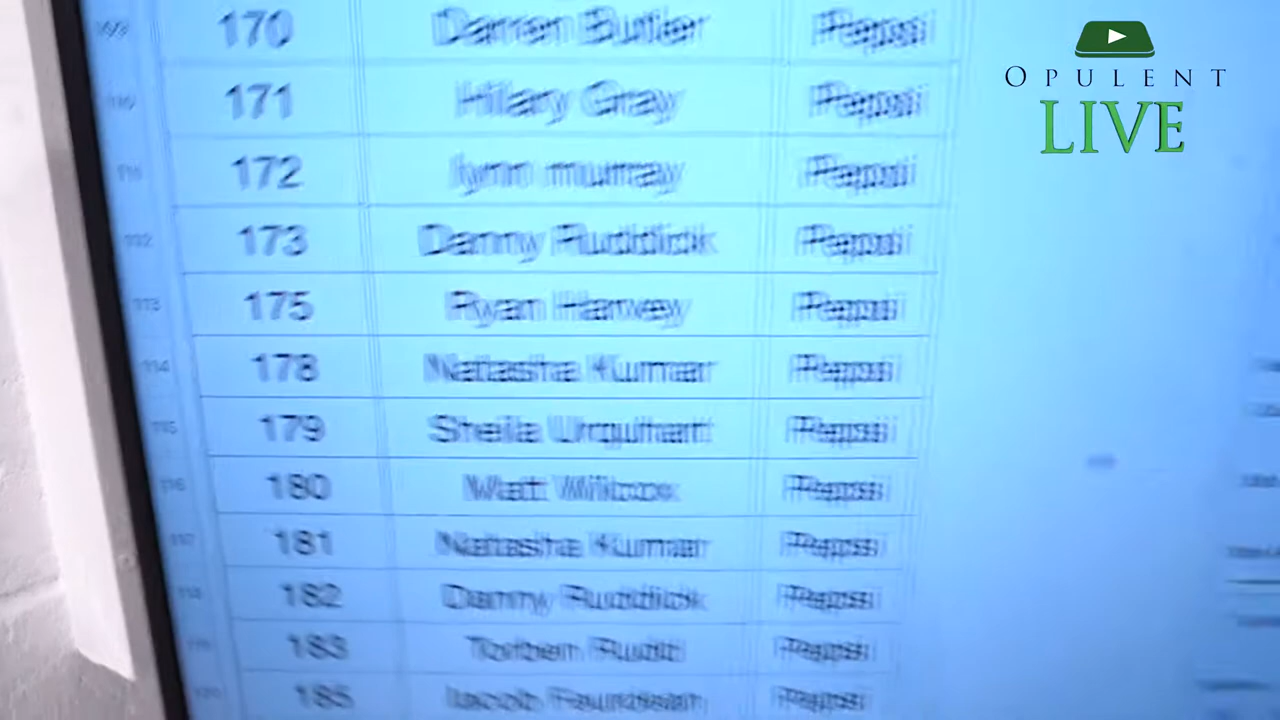 170 Darren Butler Pepsi
OPULENT
LIVE
171 Hilary Gray Pepsi
172 lynn murray Pepsi
173 Danny Ruddick Pepsi
175 Ryan Harvey Pepsi
178 Natasha Kumar Pepsi
179 Sheila Urquhart Pepsi
180 Matt Wilcox Pepsi
181 Natasha Kumar Pepsi
182 Danny Ruddick Pepsi
183 Torben Pepsi
185 Jacob Pepsi